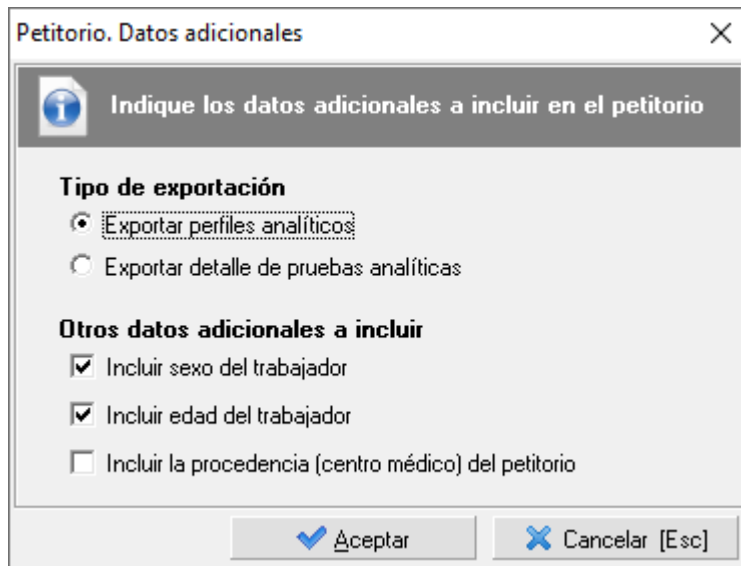 Petitorio. Datos adicionales
Indique los datos adicionales a incluir en el petitorio
Tipo de exportación
Exportar perfiles analíticos
Exportar detalle de pruebas analíticas
Otros datos adicionales a incluir
Incluir sexo del trabajador
Incluir edad del trabajador
Incluir la procedencia (centro médico) del petitorio
Aceptar
Cancelar [Esc]